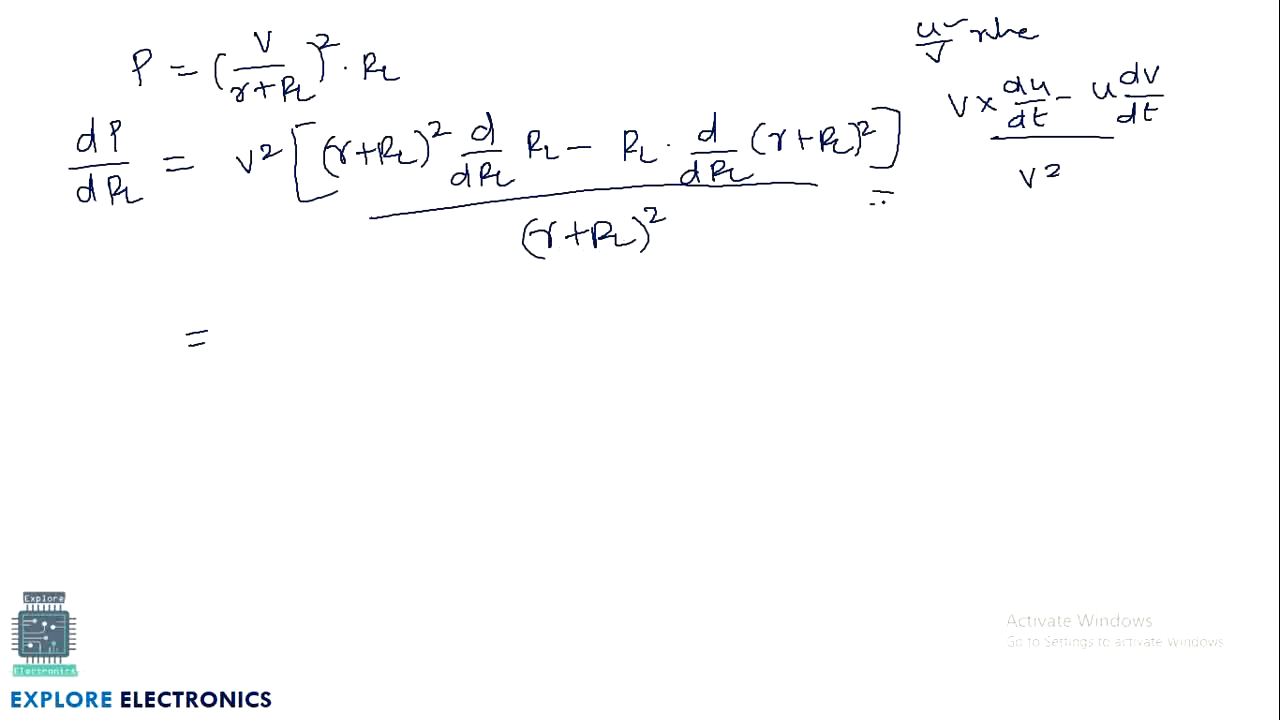 P = (V/(r+RL))² · RL
u/v rule
dP/dRL = V² [(r+RL)² d/dRL RL − RL · d/dRL (r+RL)²] / (r+RL)²
V × du/dt − u dv/dt / v²
=
Explore
Electronics
EXPLORE ELECTRONICS
Activate Windows
Go to Settings to activate Windows